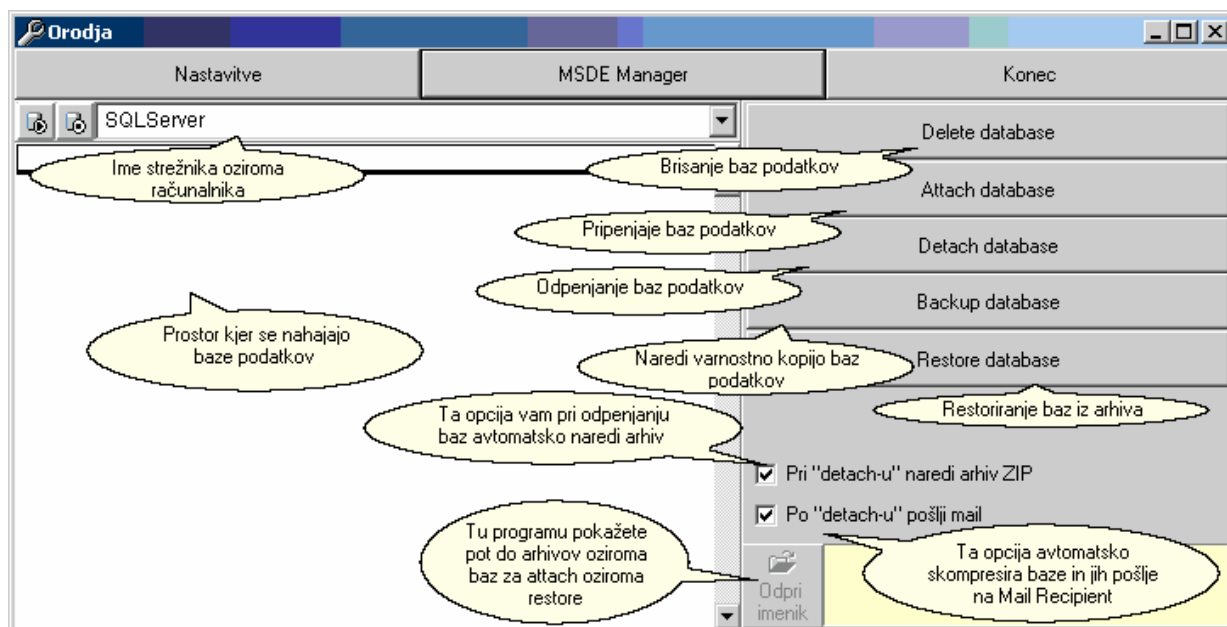 Orodja
Nastavitve MSDE Manager Konec
SQLServer
Delete database
Ime strežnika oziroma
računalnika
Brisanje baz podatkov
Attach database
Pripenjaje baz podatkov
Detach database
Odpenjanje baz podatkov
Backup database
Prostor kjer se nahajajo
baze podatkov
Naredi varnostno kopijo baz
podatkov
Restore database
Restoriranje baz iz arhiva
Ta opcija vam pri odpenjanju
baz avtomatsko naredi arhiv
Pri "detach-u" naredi arhiv ZIP
Po "detach-u" pošlji mail
Tu programu pokažete
pot do arhivov oziroma
baz za attach oziroma
restore
Odpri
imenik
Ta opcija avtomatsko
skompresira baze in jih pošlje
na Mail Recipient